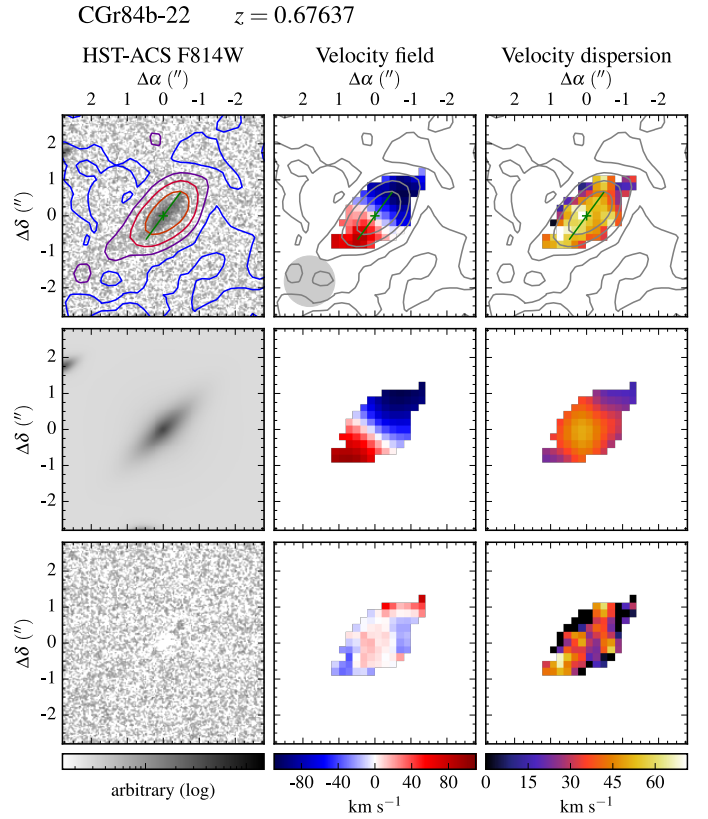 CGr84b-22 z = 0.67637
HST-ACS F814W Velocity field Velocity dispersion
Δα (″) Δα (″) Δα (″)
2 1 0 -1 -2 2 1 0 -1 -2 2 1 0 -1 -2
2
1
Δδ (″) 0
-1
-2
2
1
Δδ (″) 0
-1
-2
2
1
Δδ (″) 0
-1
-2
-80 -40 0 40 80 0 15 30 45 60
arbitrary (log) km s⁻¹ km s⁻¹